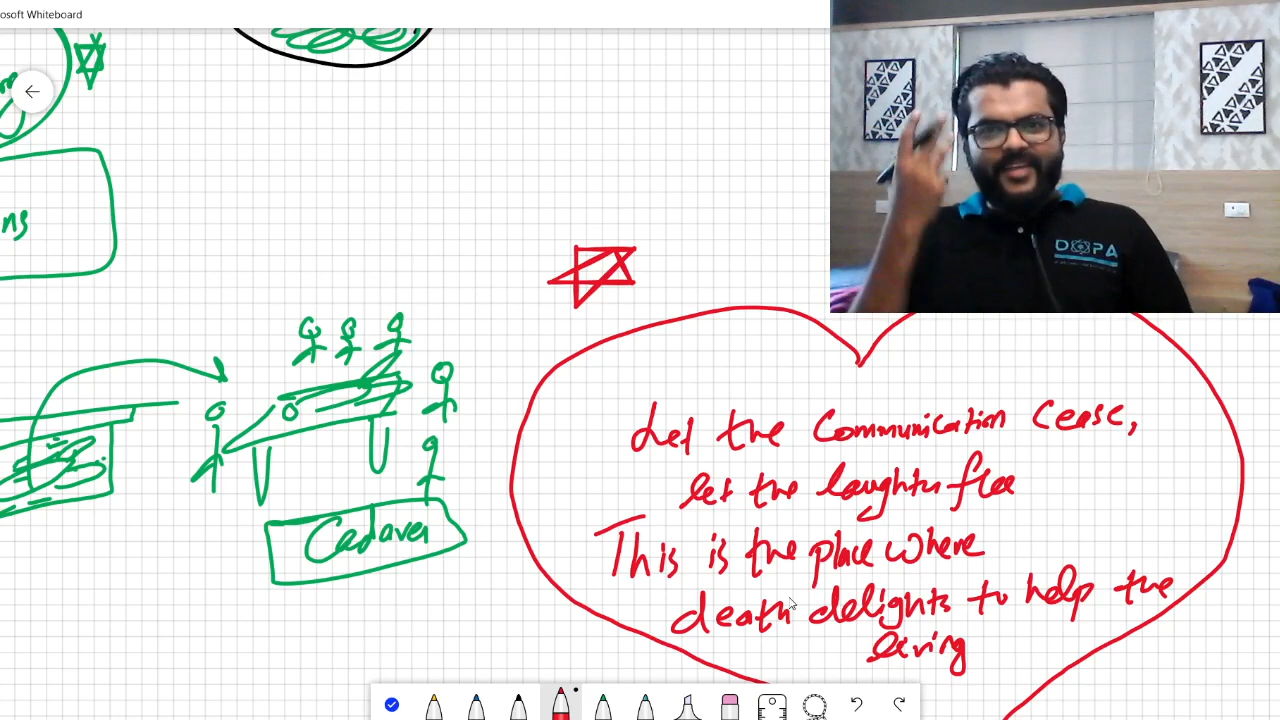 osoft Whiteboard
ns
DOPA
Cadaver
Let the Communication Cease,
let the laughter flee
This is the place where
death delights to help the
living